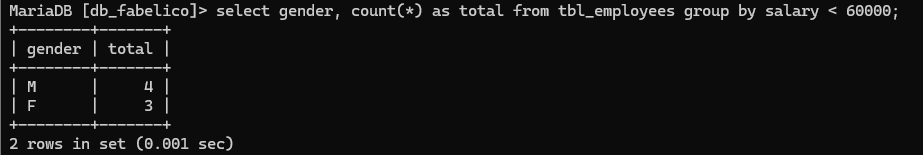 MariaDB [db_fabelico]> select gender, count(*) as total from tbl_employees group by salary < 60000;
+--------+-------+
| gender | total |
+--------+-------+
| M      |     4 |
| F      |     3 |
+--------+-------+
2 rows in set (0.001 sec)